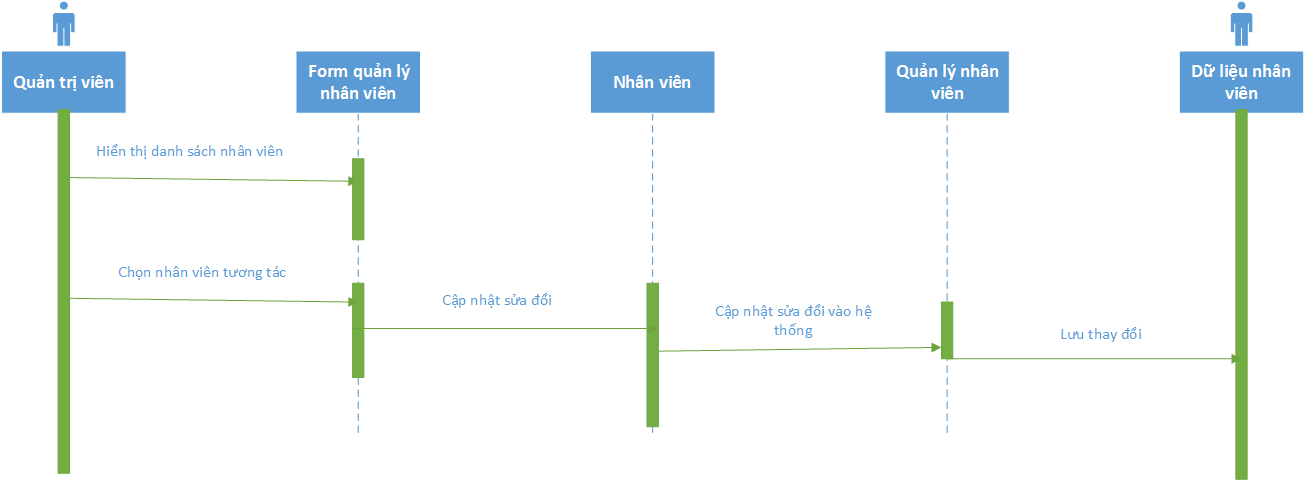 Quản trị viên
Form quản lý
nhân viên
Nhân viên
Quản lý nhân
viên
Dữ liệu nhân
viên
Hiển thị danh sách nhân viên
Chọn nhân viên tương tác
Cập nhật sửa đổi
Cập nhật sửa đổi vào hệ
thống
Lưu thay đổi